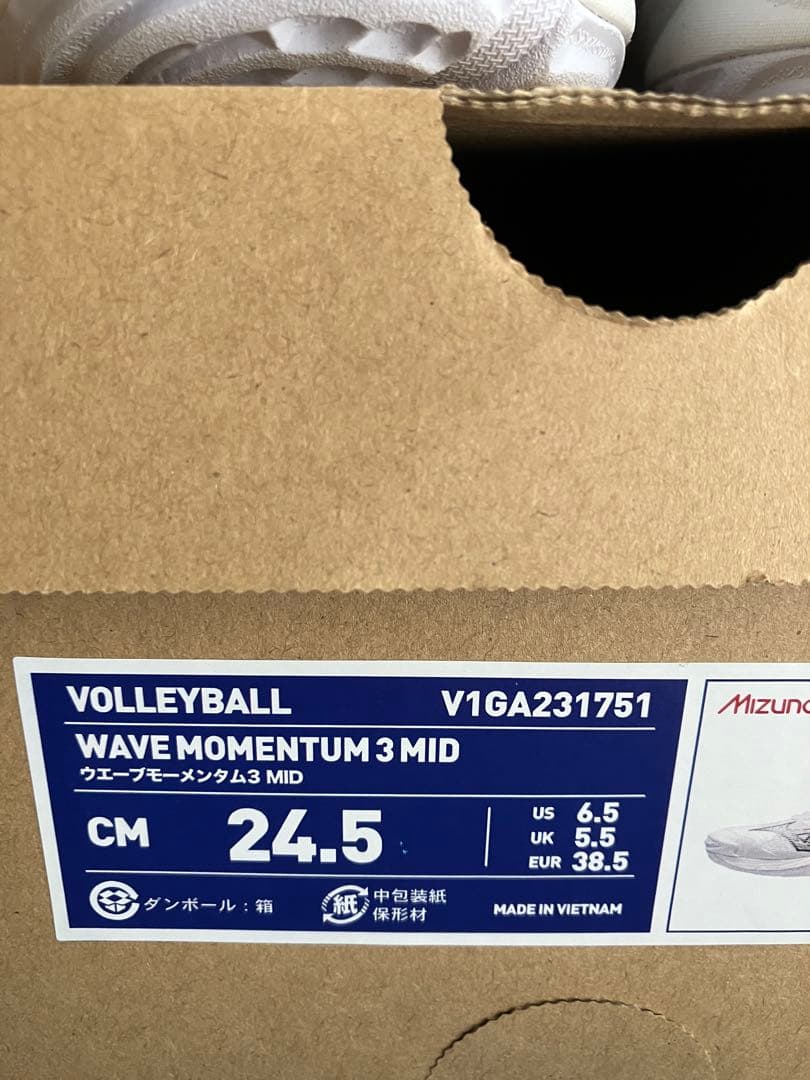 VOLLEYBALL V1GA231751
WAVE MOMENTUM 3 MID
ウエーブモーメンタム3 MID
CM 24.5
US 6.5
UK 5.5
EUR 38.5
ダンボール:箱
紙 中包装紙
保形材
MADE IN VIETNAM
MIZUNO